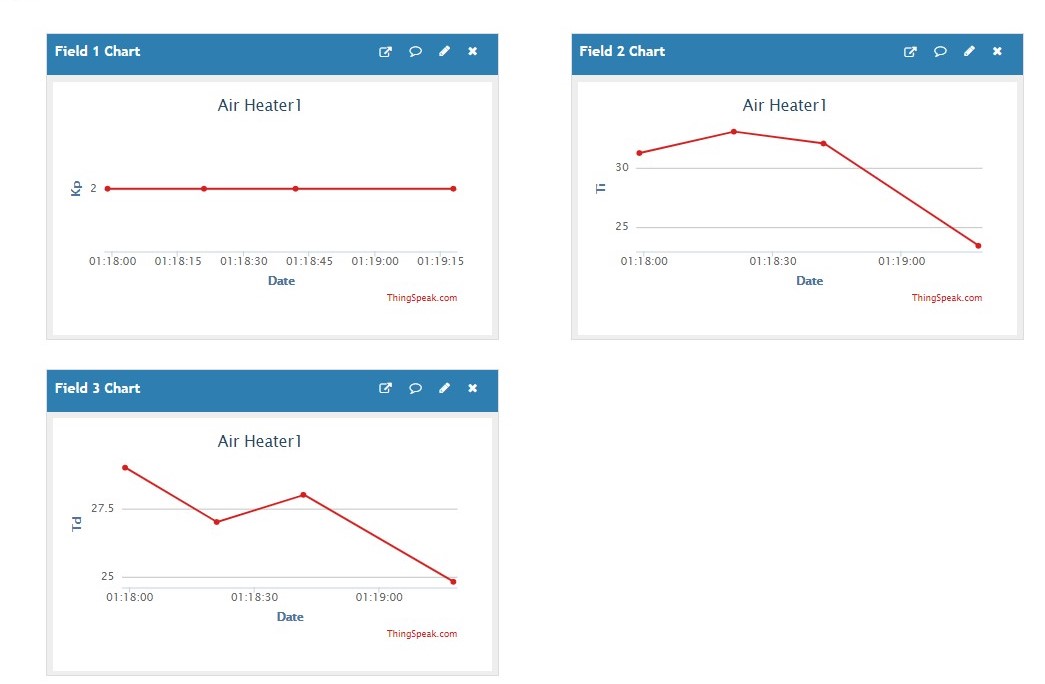 Field 1 Chart
Air Heater1
Kp
2
01:18:00 01:18:15 01:18:30 01:18:45 01:19:00 01:19:15
Date
ThingSpeak.com
Field 2 Chart
Air Heater1
Ti
30
25
01:18:00 01:18:30 01:19:00
Date
ThingSpeak.com
Field 3 Chart
Air Heater1
Td
27.5
25
01:18:00 01:18:30 01:19:00
Date
ThingSpeak.com